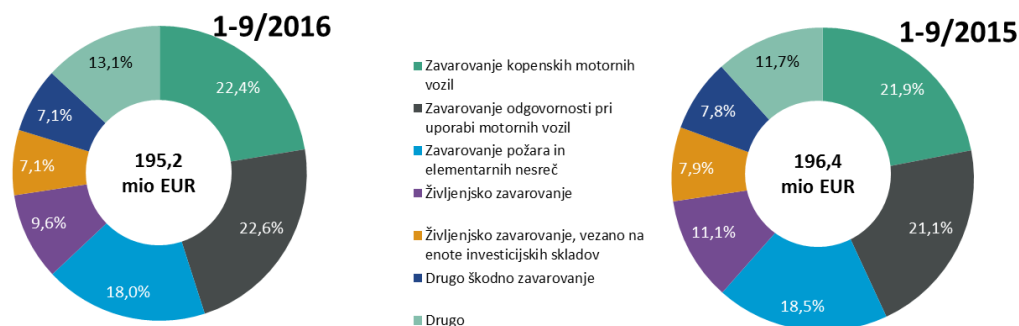 1-9/2016
13,1%
22,4%
7,1%
7,1%
9,6%
18,0%
22,6%
195,2
mio EUR
Zavarovanje kopenskih motornih
vozil
Zavarovanje odgovornosti pri
uporabi motornih vozil
Zavarovanje požara in
elementarnih nesreč
Življenjsko zavarovanje
Življenjsko zavarovanje, vezano na
enote investicijskih skladov
Drugo škodno zavarovanje
Drugo
1-9/2015
11,7%
21,9%
7,8%
7,9%
11,1%
18,5%
21,1%
196,4
mio EUR